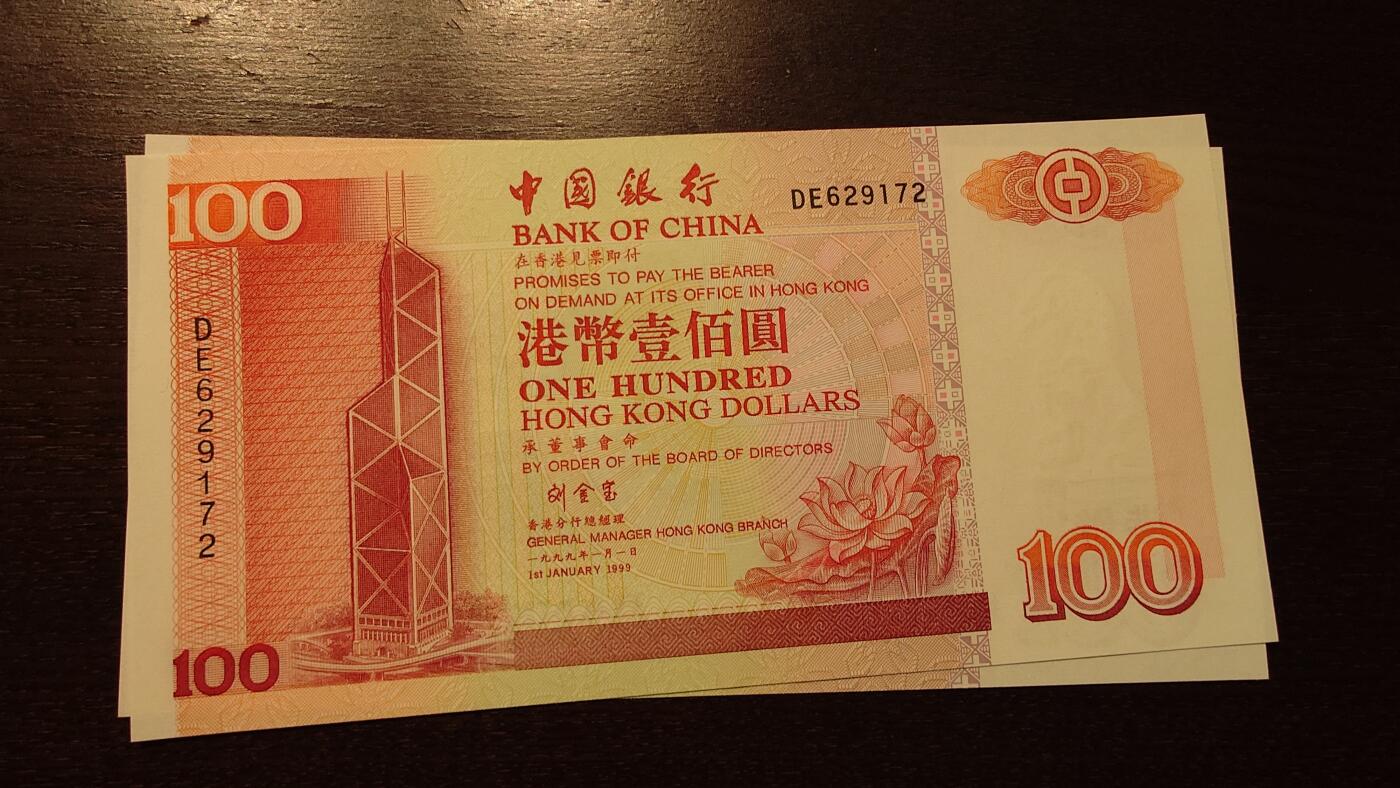 100
中國銀行
BANK OF CHINA
DE629172
在香港見票即付
PROMISES TO PAY THE BEARER
ON DEMAND AT ITS OFFICE IN HONG KONG
港幣壹佰圓
ONE HUNDRED
HONG KONG DOLLARS
承董事會命
BY ORDER OF THE BOARD OF DIRECTORS
刘金宝
香港分行總經理
GENERAL MANAGER HONG KONG BRANCH
一九九九年一月一日
1st JANUARY 1999
DE629172
100
100